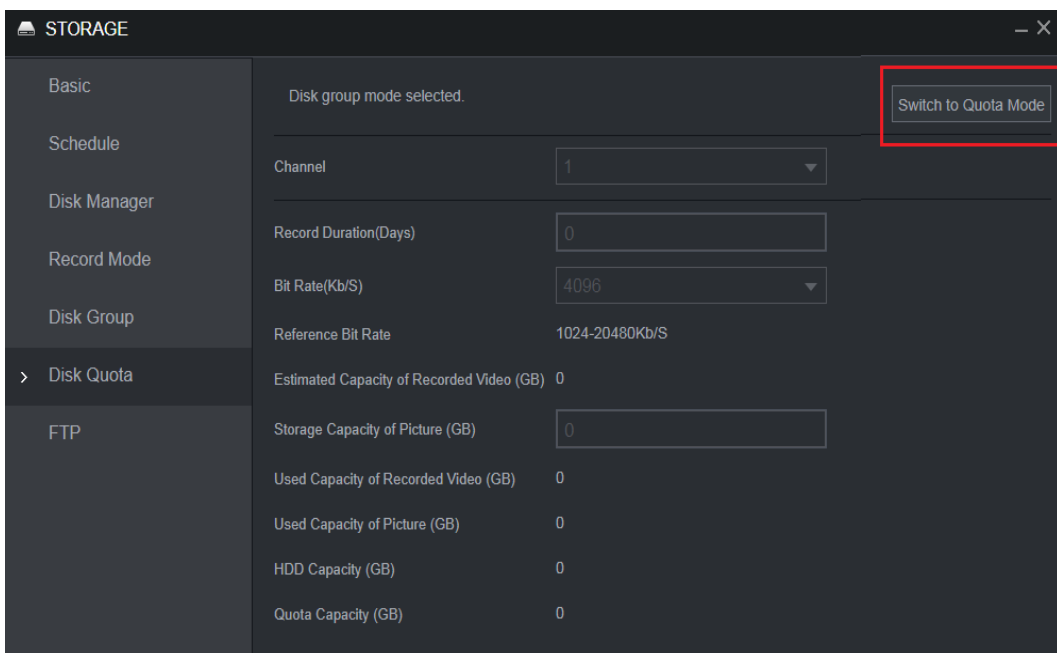 STORAGE
Basic
Schedule
Disk Manager
Record Mode
Disk Group
Disk Quota
FTP
Disk group mode selected.
Switch to Quota Mode
Channel 1
Record Duration(Days) 0
Bit Rate(Kb/S) 4096
Reference Bit Rate 1024-20480Kb/S
Estimated Capacity of Recorded Video (GB) 0
Storage Capacity of Picture (GB) 0
Used Capacity of Recorded Video (GB) 0
Used Capacity of Picture (GB) 0
HDD Capacity (GB) 0
Quota Capacity (GB) 0